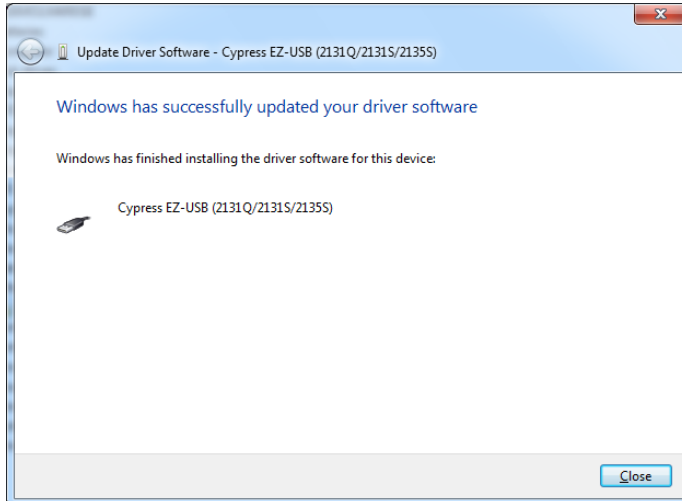 Update Driver Software - Cypress EZ-USB (2131Q/2131S/2135S)
Windows has successfully updated your driver software
Windows has finished installing the driver software for this device:
Cypress EZ-USB (2131Q/2131S/2135S)
Close